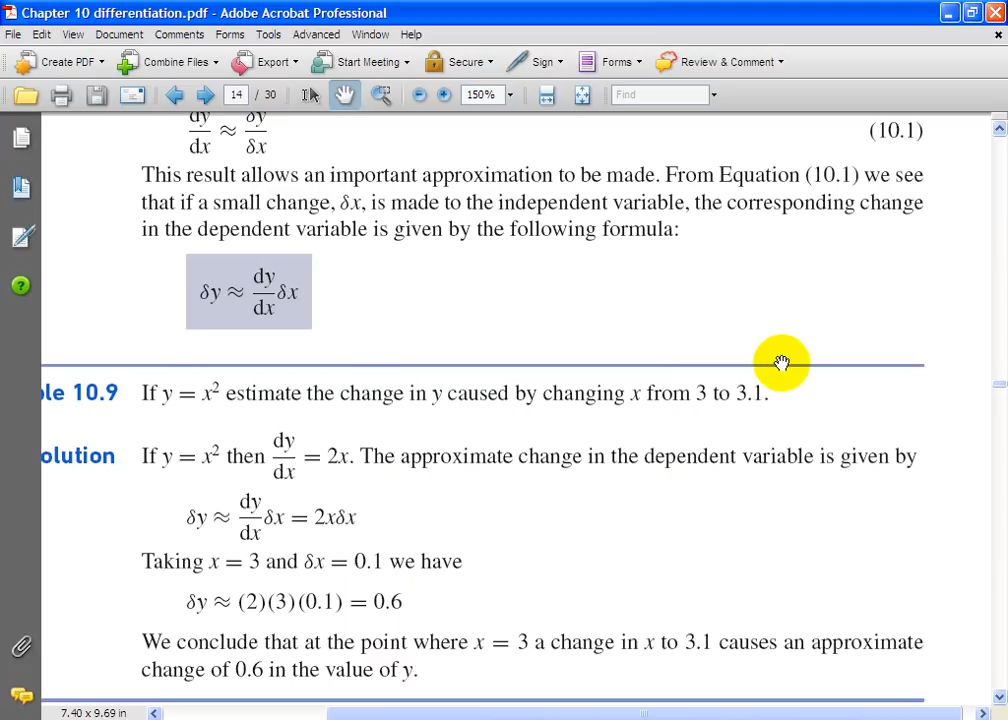 Chapter 10 differentiation.pdf - Adobe Acrobat Professional
File Edit View Document Comments Forms Tools Advanced Window Help
Create PDF Combine Files Export Start Meeting Secure Sign Forms Review & Comment
14 / 30 150% Find
dy/dx ≈ δy/δx (10.1)
This result allows an important approximation to be made. From Equation (10.1) we see
that if a small change, δx, is made to the independent variable, the corresponding change
in the dependent variable is given by the following formula:
δy ≈ dy/dx δx
ple 10.9 If y = x² estimate the change in y caused by changing x from 3 to 3.1.
olution If y = x² then dy/dx = 2x. The approximate change in the dependent variable is given by
δy ≈ dy/dx δx = 2xδx
Taking x = 3 and δx = 0.1 we have
δy ≈ (2)(3)(0.1) = 0.6
We conclude that at the point where x = 3 a change in x to 3.1 causes an approximate
change of 0.6 in the value of y.
7.40 x 9.69 in